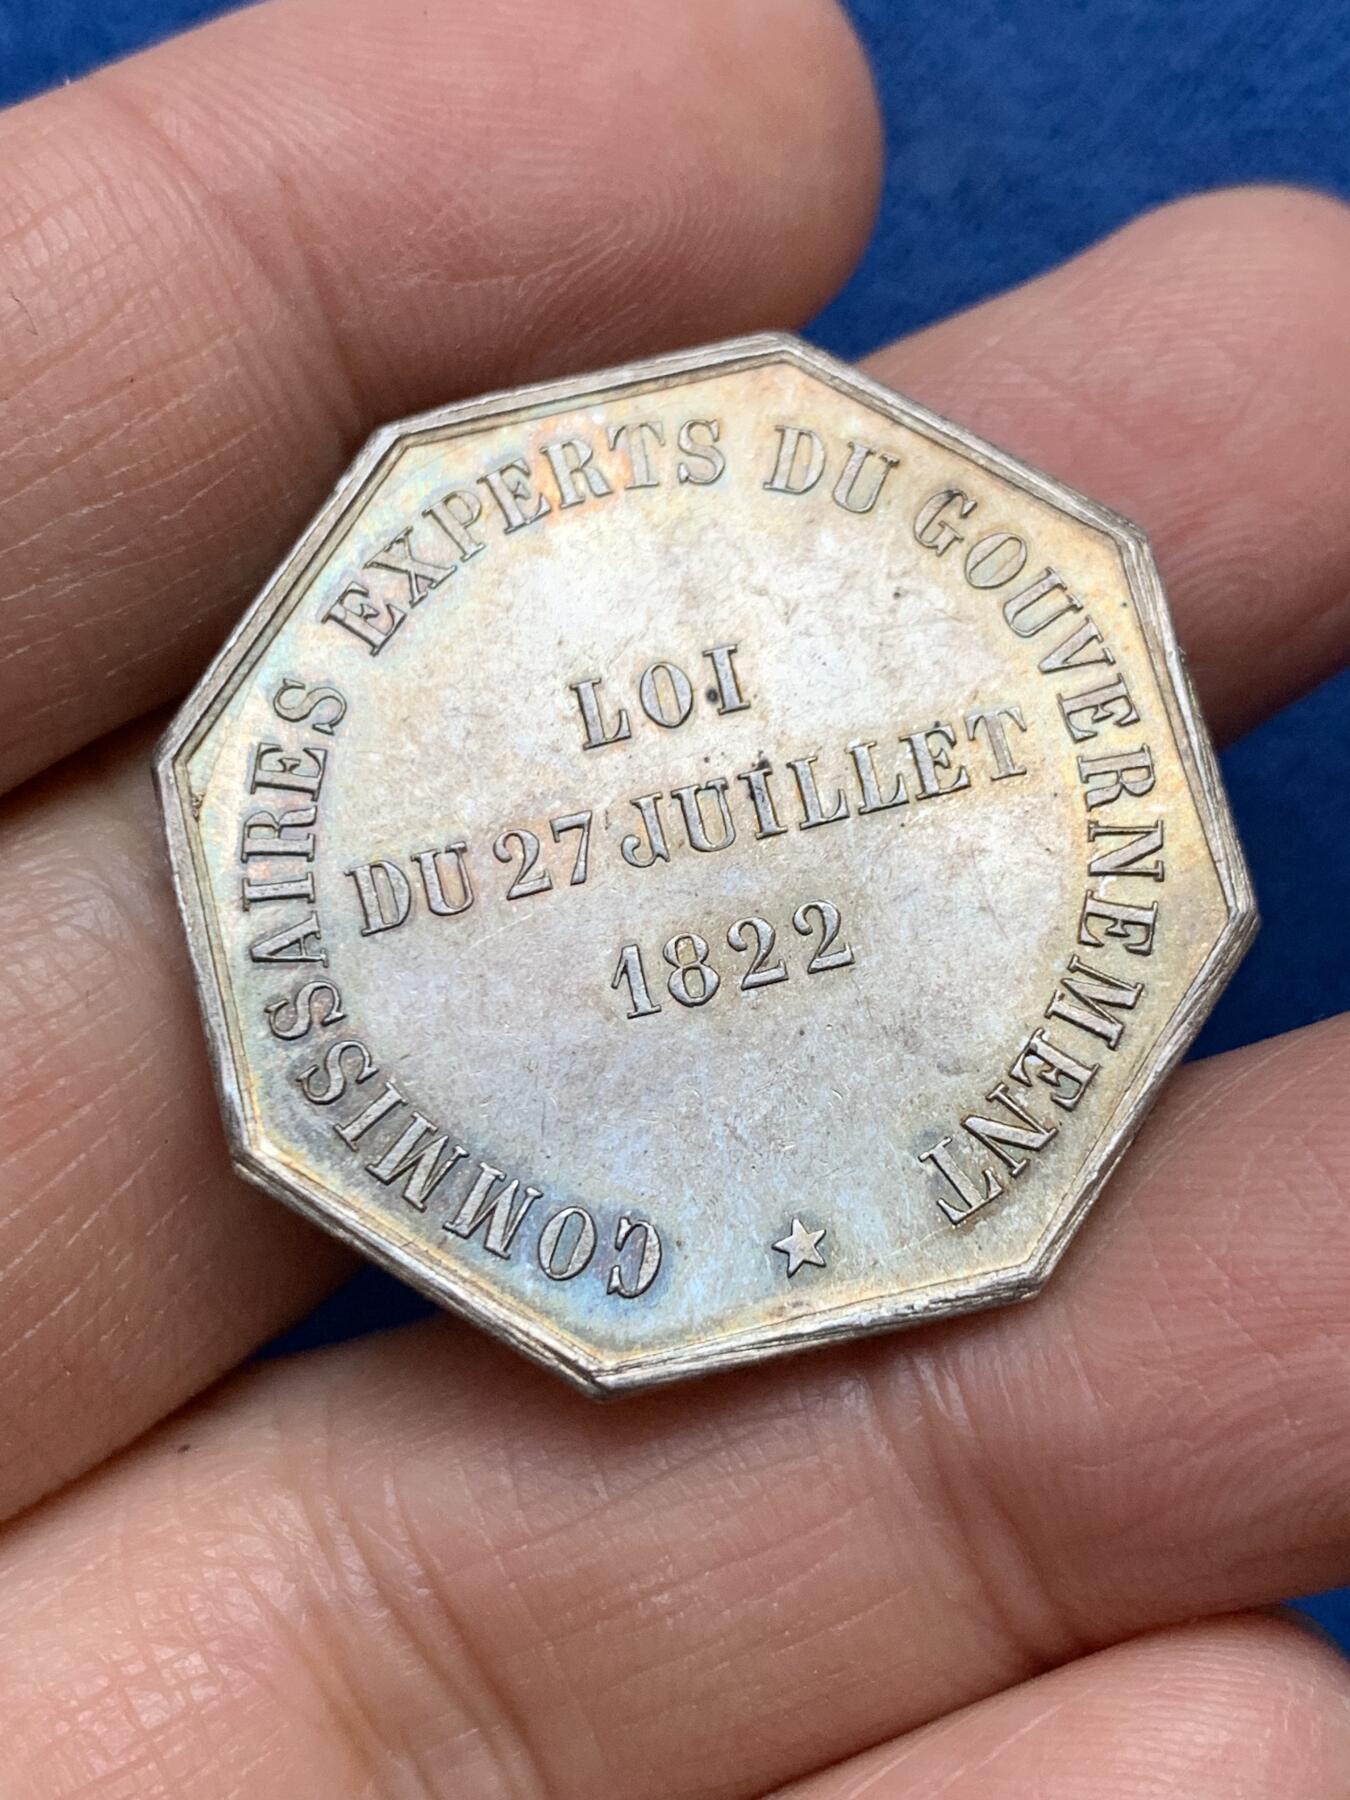 COMMISSAIRES EXPERTS DU GOUVERNEMENT
LOI
DU 27 JUILLET
1822